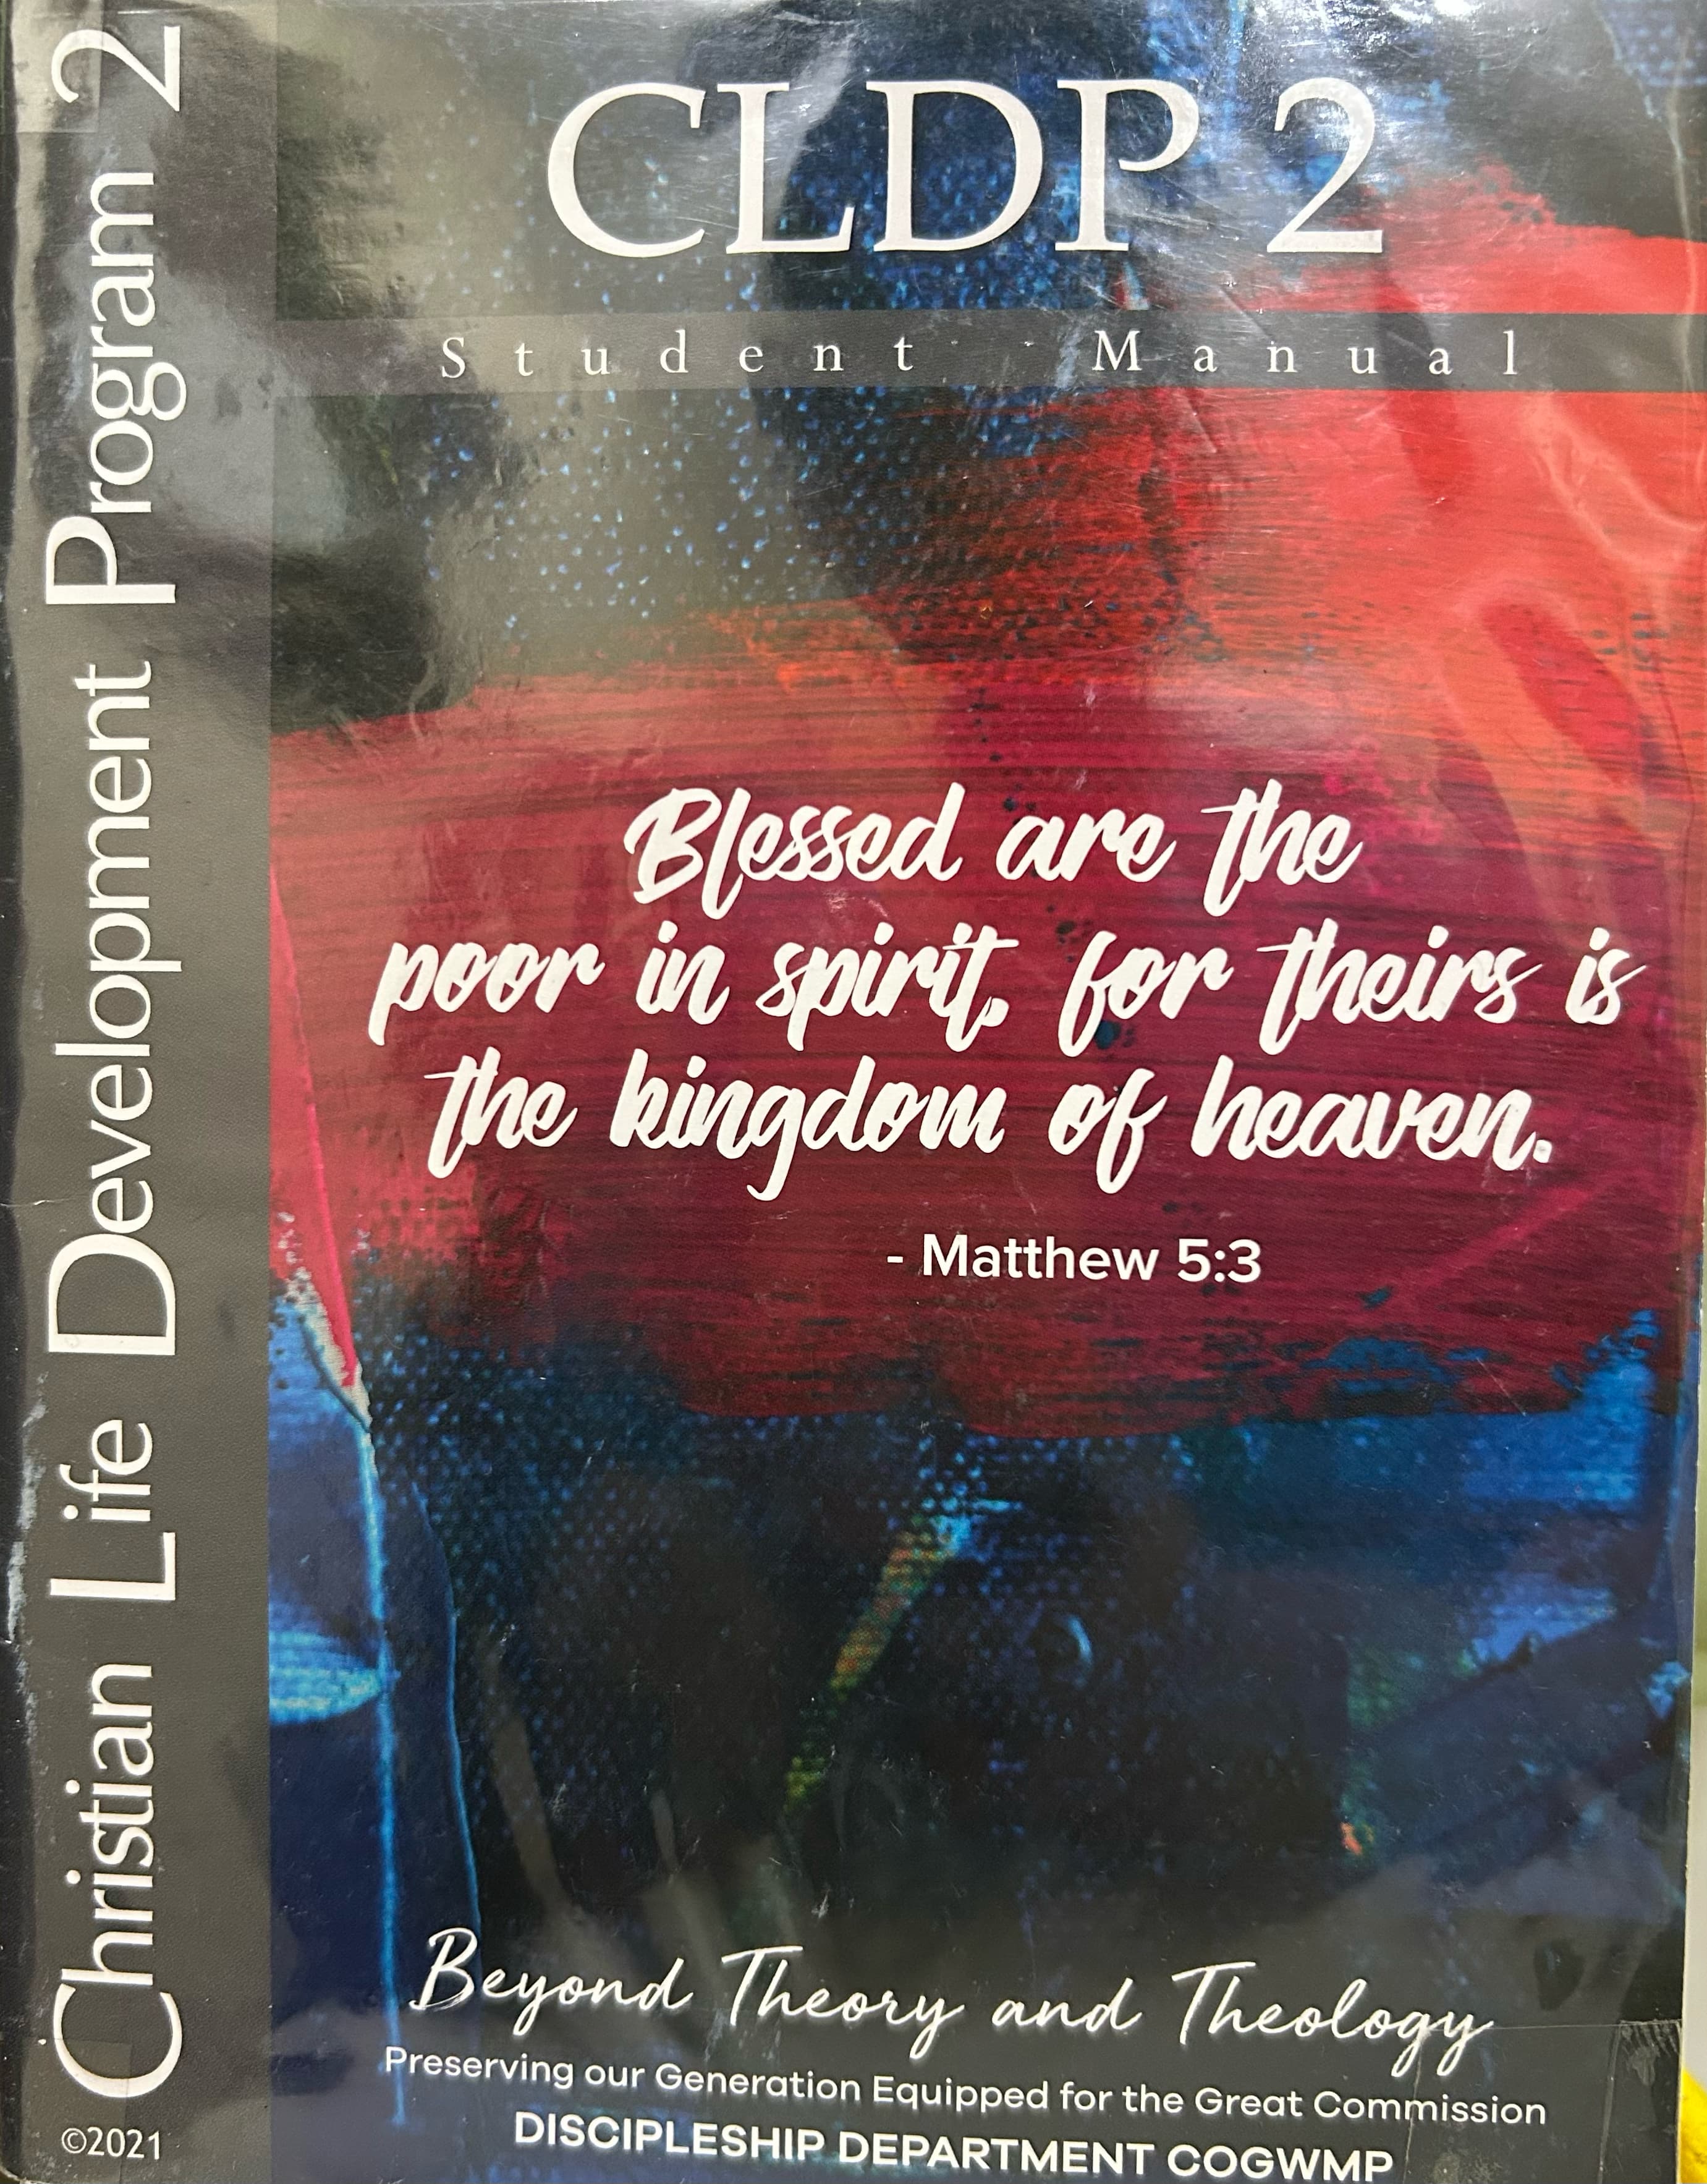 CLDP 2
Student Manual
Christian Life Development Program 2
Blessed are the
poor in spirit, for theirs is
the kingdom of heaven.
- Matthew 5:3
Beyond Theory and Theology
Preserving our Generation Equipped for the Great Commission
DISCIPLESHIP DEPARTMENT COGWMP
©2021